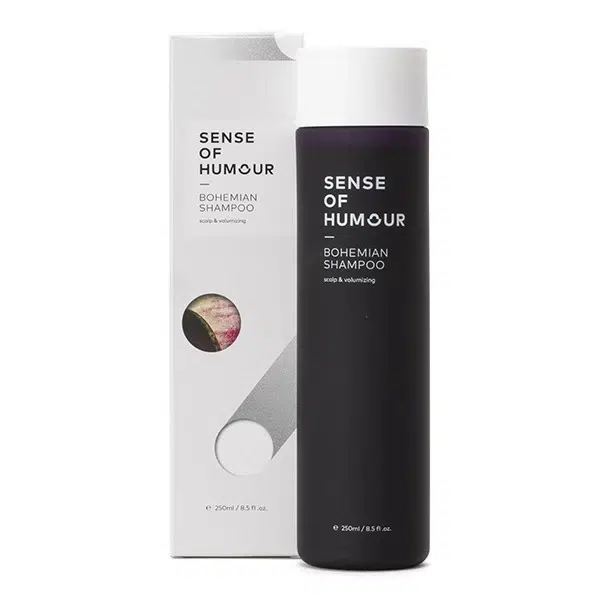 SENSE
OF
HUMOUR
—
BOHEMIAN
SHAMPOO
scalp & volumizing
℮ 250ml / 8.5 fl .oz.
SENSE
OF
HUMOUR
—
BOHEMIAN
SHAMPOO
scalp & volumizing
℮ 250ml / 8.5 fl .oz.